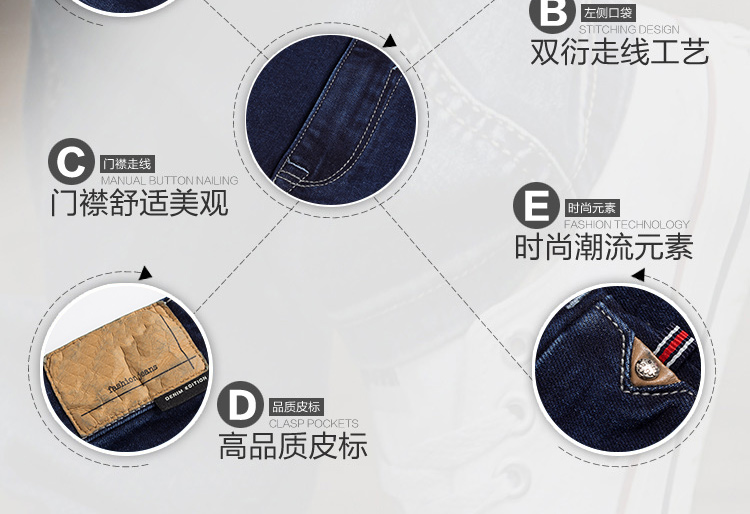 B 左侧口袋
STITCHING DESIGN
双衍走线工艺
C 门襟走线
MANUAL BUTTON NAILING
门襟舒适美观
E 时尚元素
FASHION TECHNOLOGY
时尚潮流元素
fashion jeans
DENIM EDITION
D 品质皮标
CLASP POCKETS
高品质皮标